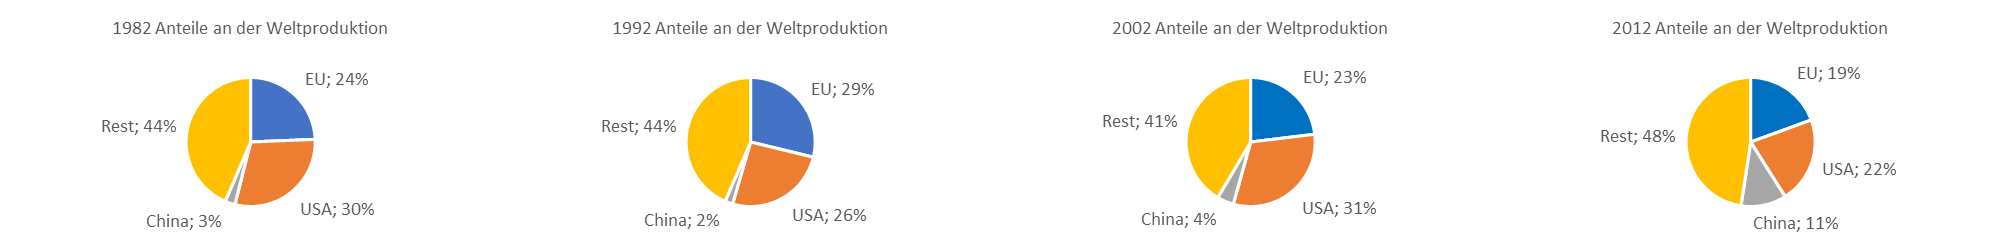 1982 Anteile an der Weltproduktion
EU; 24%
Rest; 44%
USA; 30%
China; 3%
1992 Anteile an der Weltproduktion
EU; 29%
Rest; 44%
USA; 26%
China; 2%
2002 Anteile an der Weltproduktion
EU; 23%
Rest; 41%
USA; 31%
China; 4%
2012 Anteile an der Weltproduktion
EU; 19%
Rest; 48%
USA; 22%
China; 11%